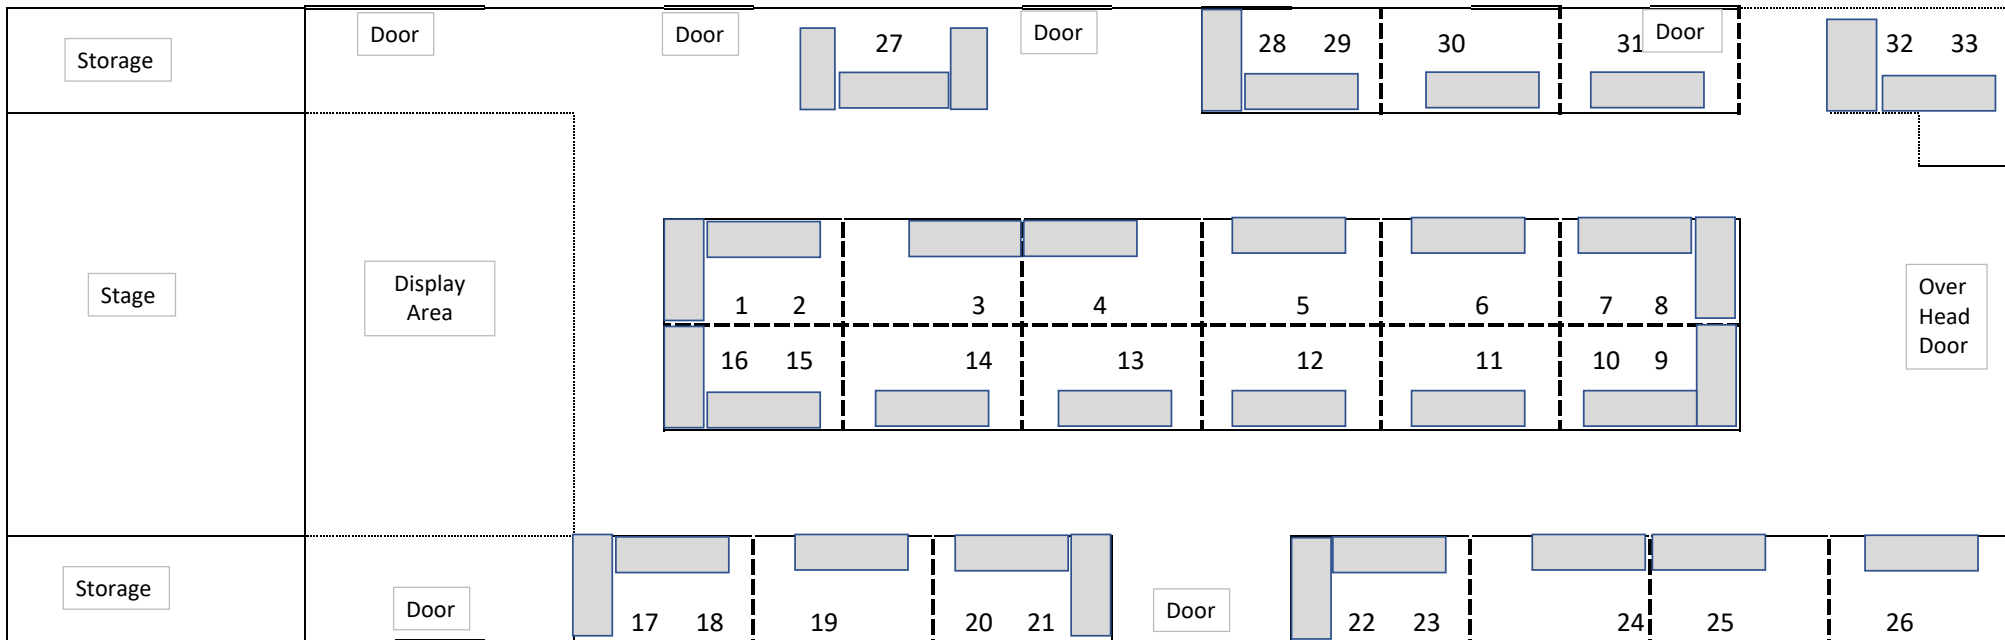 Door
Door
27
Door
28 29
30
31
Door
32 33
Storage
Stage
Display
Area
1 2
3
4
5
6
7 8
Over
Head
Door
16 15
14
13
12
11
10 9
Storage
Door
17 18
19
20 21
Door
22 23
24
25
26